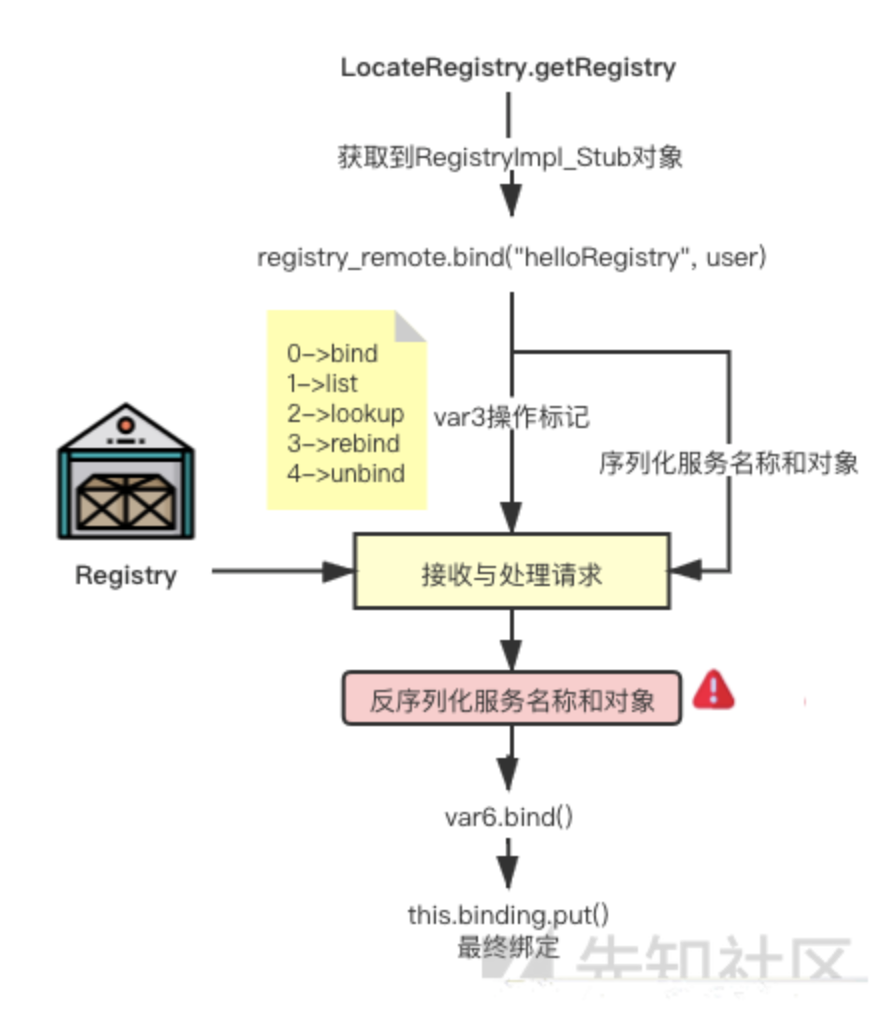 LocateRegistry.getRegistry
获取到RegistryImpl_Stub对象
registry_remote.bind("helloRegistry", user)
0->bind
1->list
2->lookup
3->rebind
4->unbind
var3操作标记
序列化服务名称和对象
Registry
接收与处理请求
反序列化服务名称和对象
var6.bind()
this.binding.put()
最终绑定
先知社区